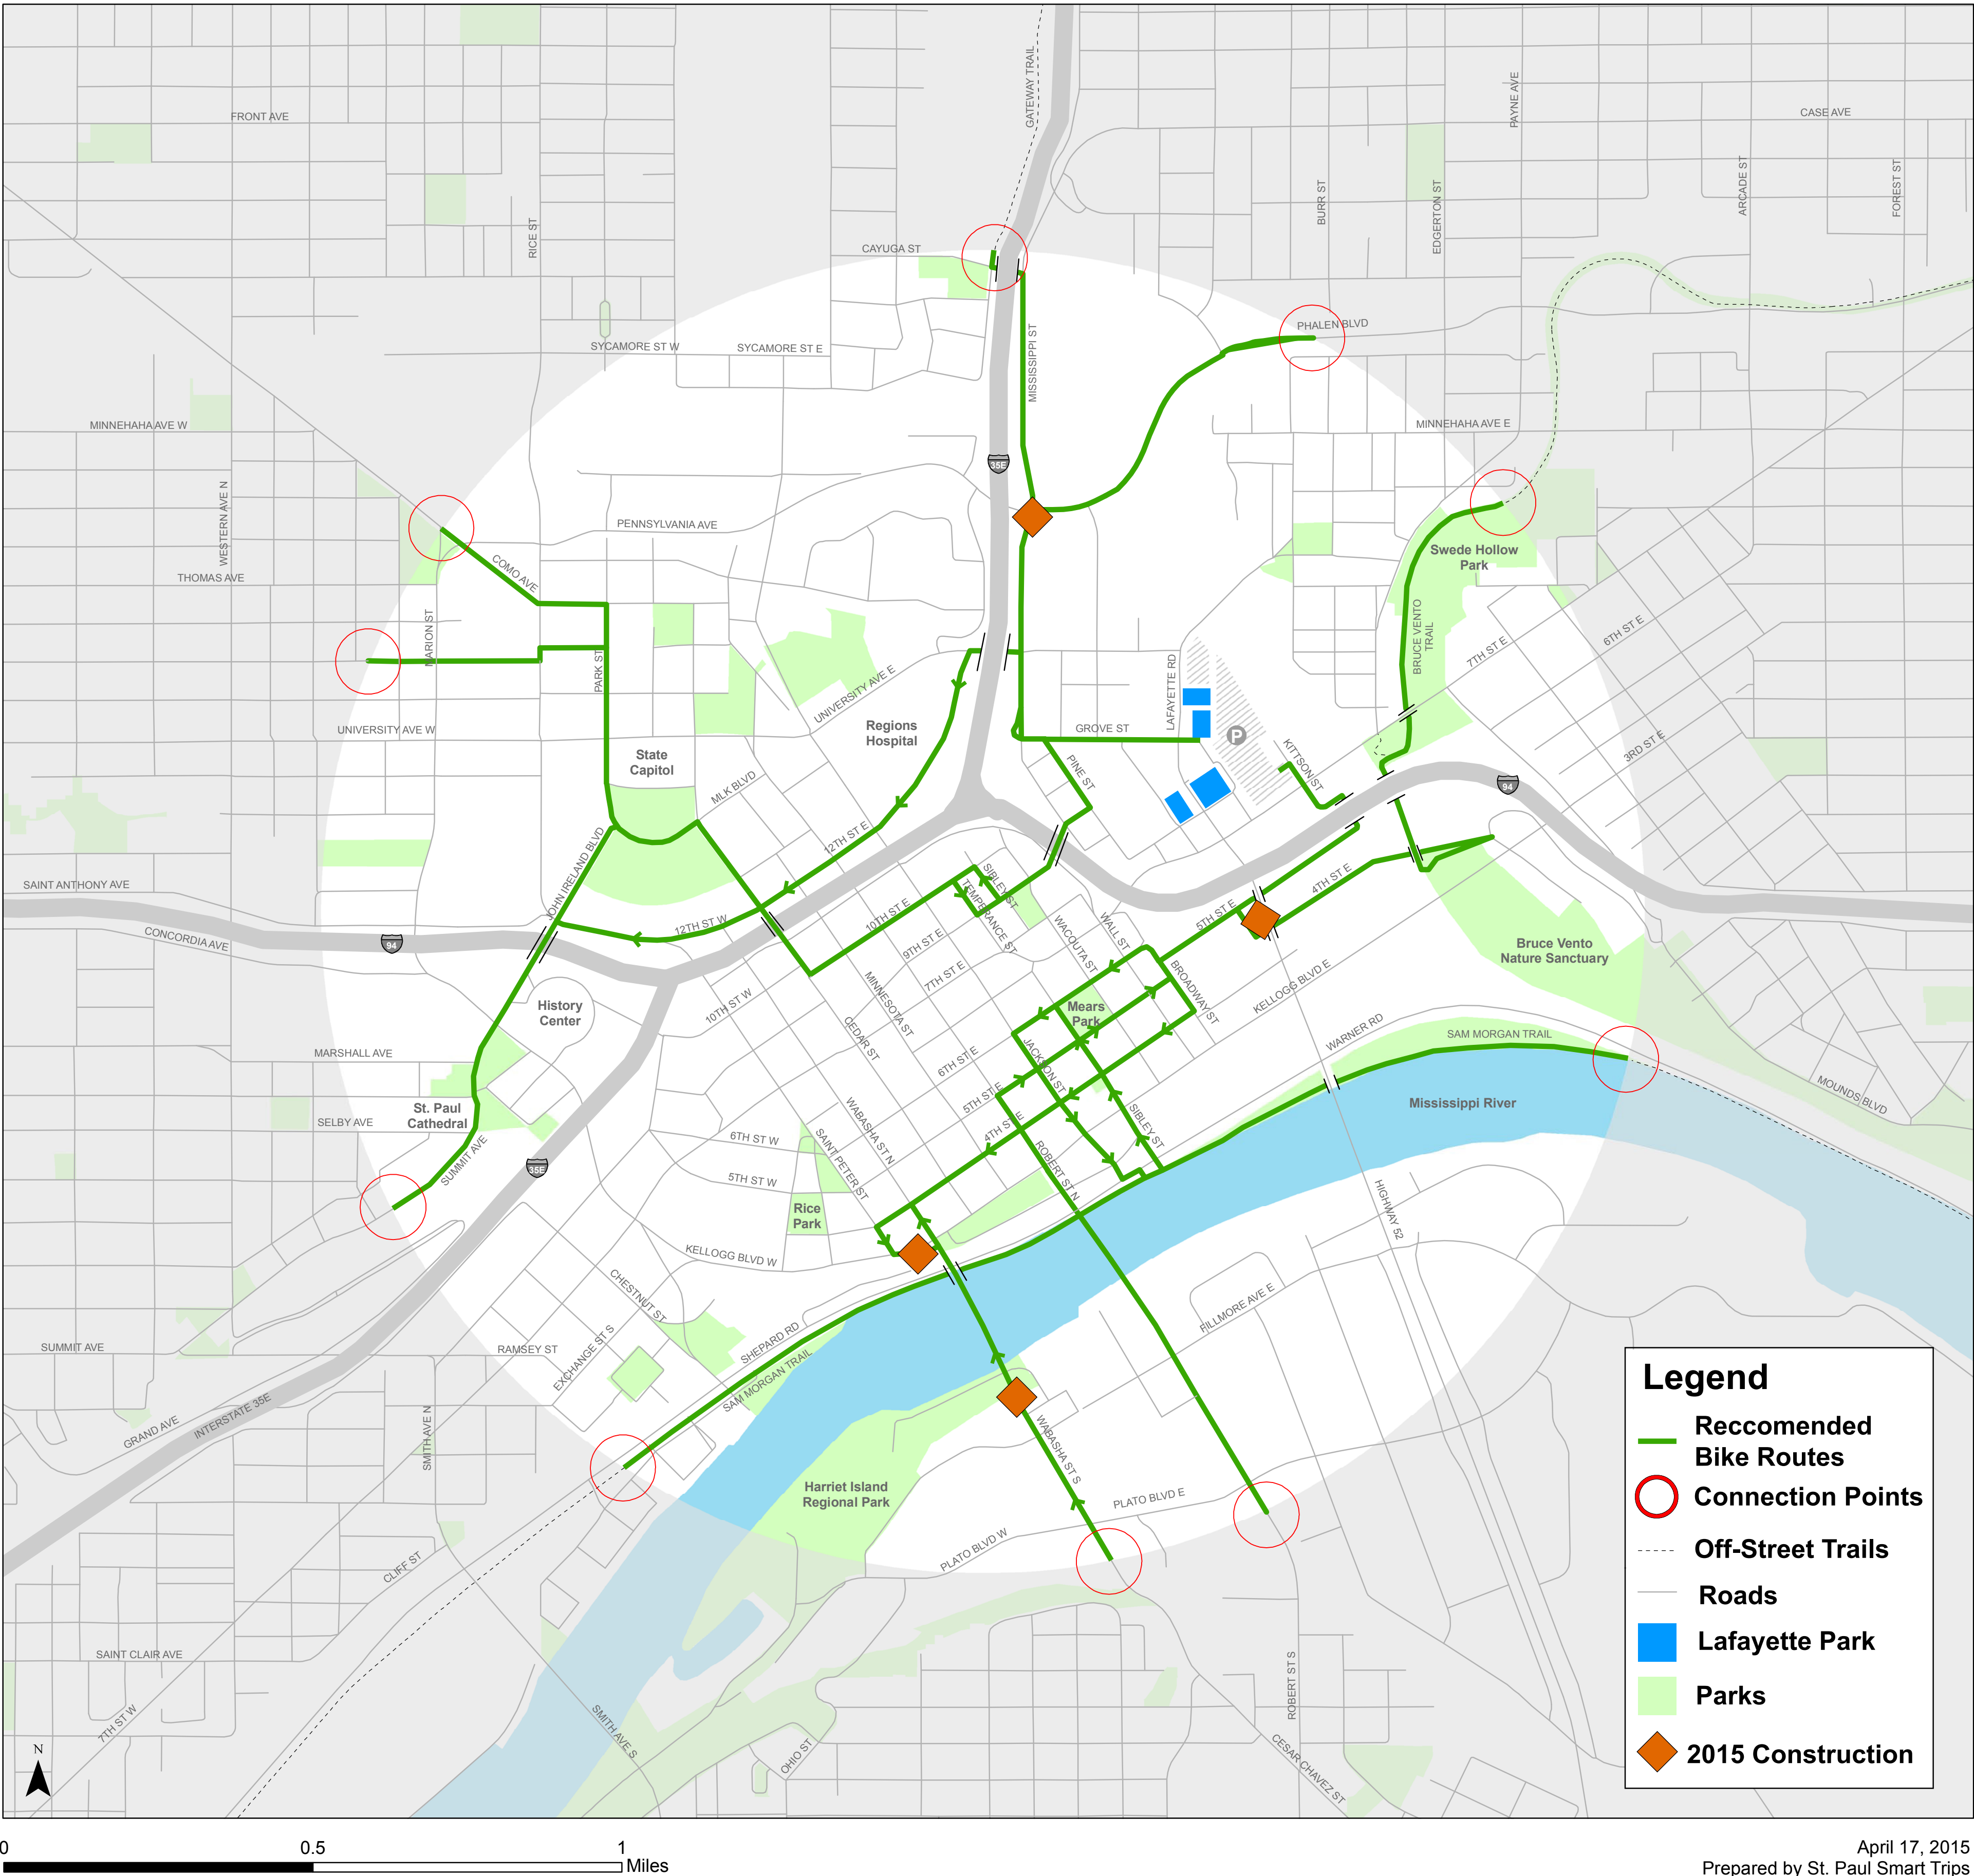 GATEWAY TRAIL
PAYNE AVE
FRONT AVE
CASE AVE
ARCADE ST
FOREST ST
BURR ST
EDGERTON ST
RICE ST
CAYUGA ST
PHALEN BLVD
MISSISSIPPI ST
SYCAMORE ST W
SYCAMORE ST E
MINNEHAHA AVE W
MINNEHAHA AVE E
35E
WESTERN AVE N
PENNSYLVANIA AVE
COMO AVE
THOMAS AVE
Swede Hollow
Park
MARION ST
PARK ST
BRUCE VENTO
TRAIL
6TH ST E
7TH ST E
LAFAYETTE RD
UNIVERSITY AVE E
UNIVERSITY AVE W
Regions
Hospital
GROVE ST
P
3RD ST E
State
Capitol
PINE ST
KITTSON ST
MLK BLVD
94
JOHN IRELAND BLVD
12TH ST E
SAINT ANTHONY AVE
SIBLEY ST
TEMPERANCE ST
4TH ST E
10TH ST E
5TH ST E
12TH ST W
CONCORDIA AVE
94
9TH ST E
WACOUTA ST
WALL ST
Bruce Vento
Nature Sanctuary
7TH ST E
BROADWAY ST
KELLOGG BLVD E
History
Center
10TH ST W
MINNESOTA ST
Mears
Park
CEDAR ST
WARNER RD
SAM MORGAN TRAIL
MARSHALL AVE
6TH ST E
JACKSON ST
MOUNDS BLVD
St. Paul
Cathedral
5TH ST E
Mississippi River
SELBY AVE
WABASHA ST N
4TH S E
SIBLEY ST
6TH ST W
SAINT PETER ST
ROBERT ST N
SUMMIT AVE
35E
5TH ST W
HIGHWAY 52
Rice
Park
KELLOGG BLVD W
CHESTNUT ST
FILLMORE AVE E
SHEPARD RD
SUMMIT AVE
RAMSEY ST
EXCHANGE ST S
SAM MORGAN TRAIL
GRAND AVE
INTERSTATE 35E
SMITH AVE N
WABASHA ST S
Harriet Island
Regional Park
PLATO BLVD E
PLATO BLVD W
CLIFF ST
SAINT CLAIR AVE
7TH ST W
SMITH AVE S
OHIO ST
ROBERT ST S
CESAR CHAVEZ ST
N
Legend
Reccomended
Bike Routes
Connection Points
Off-Street Trails
Roads
Lafayette Park
Parks
2015 Construction
0 0.5 1
Miles
April 17, 2015
Prepared by St. Paul Smart Trips